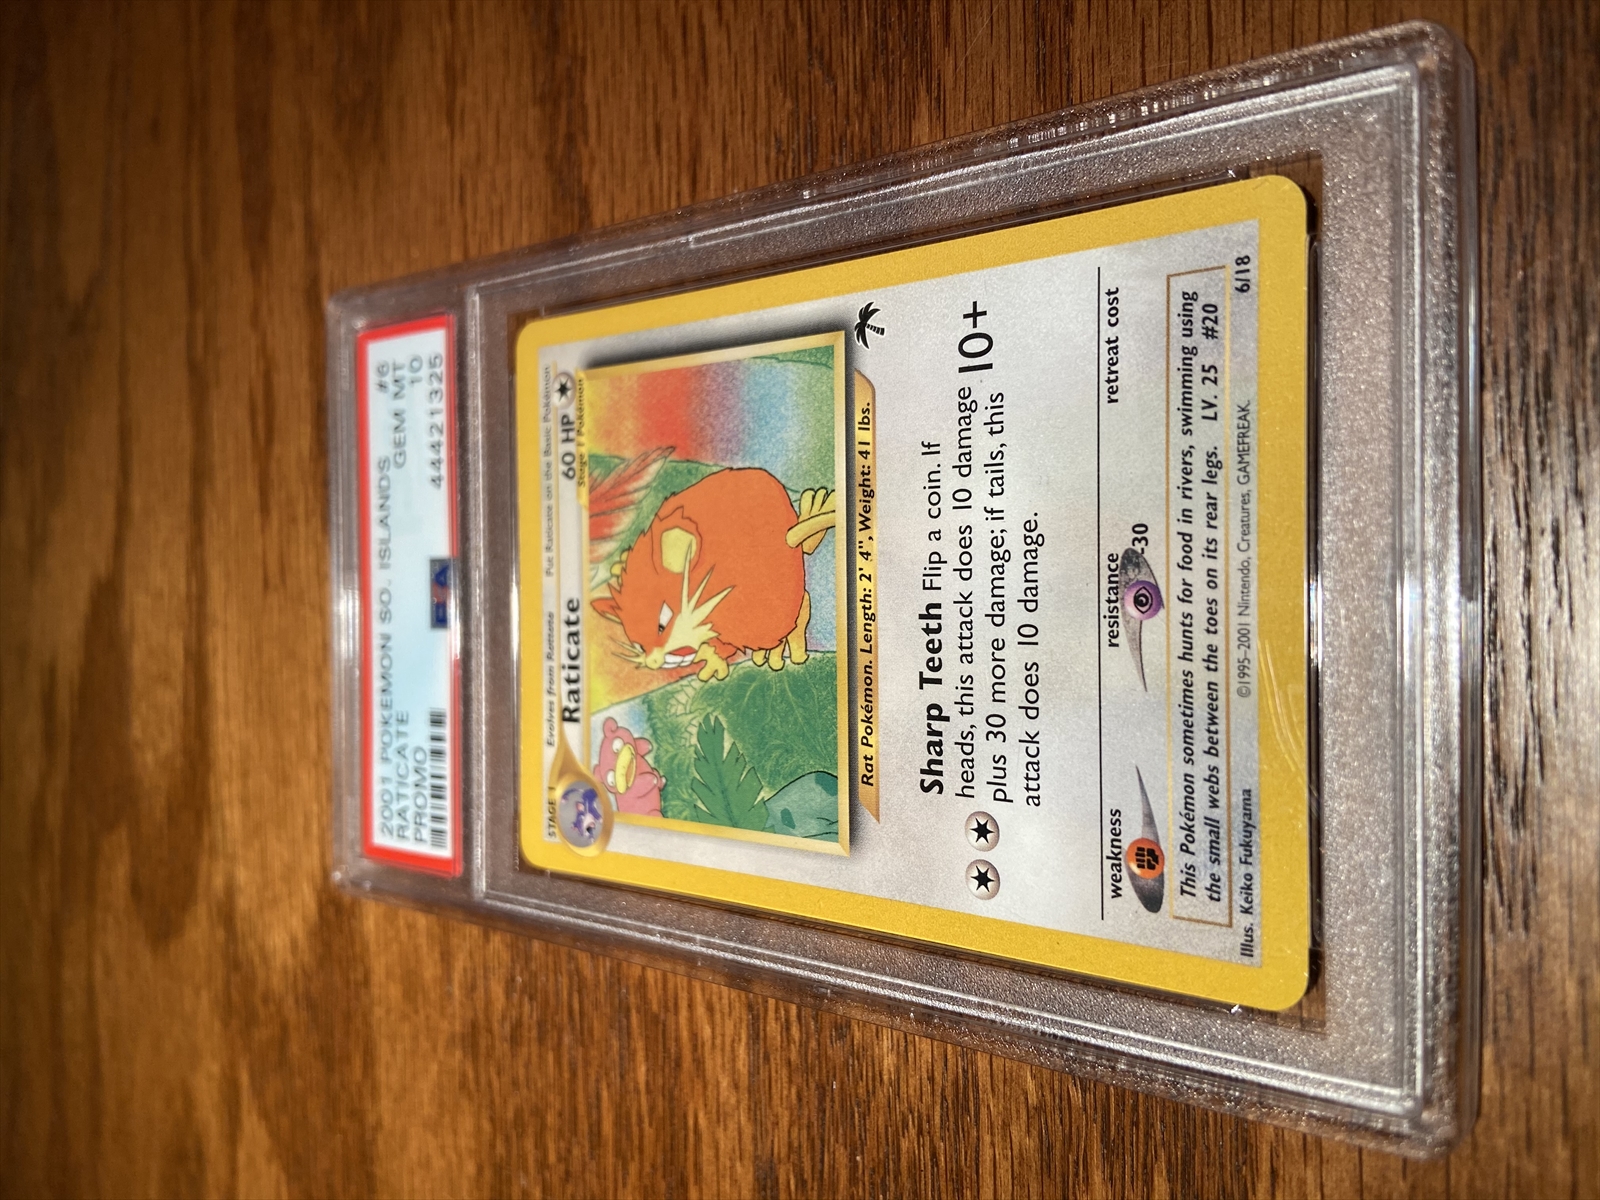 2001 POKEMON SO. ISLANDS #6
RATICATE GEM MT
PROMO 10
44421325
PSA
STAGE 1 Evolves from Rattata Put Raticate on the Basic Pokémon
Raticate 60 HP
Stage 1 Pokémon
Rat Pokémon. Length: 2' 4", Weight: 41 lbs.
Sharp Teeth Flip a coin. If
heads, this attack does 10 damage 10+
plus 30 more damage; if tails, this
attack does 10 damage.
weakness resistance retreat cost
-30
This Pokémon sometimes hunts for food in rivers, swimming using
the small webs between the toes on its rear legs. LV. 25 #20
Illus. Keiko Fukuyama ©1995-2001 Nintendo, Creatures, GAMEFREAK. 6/18